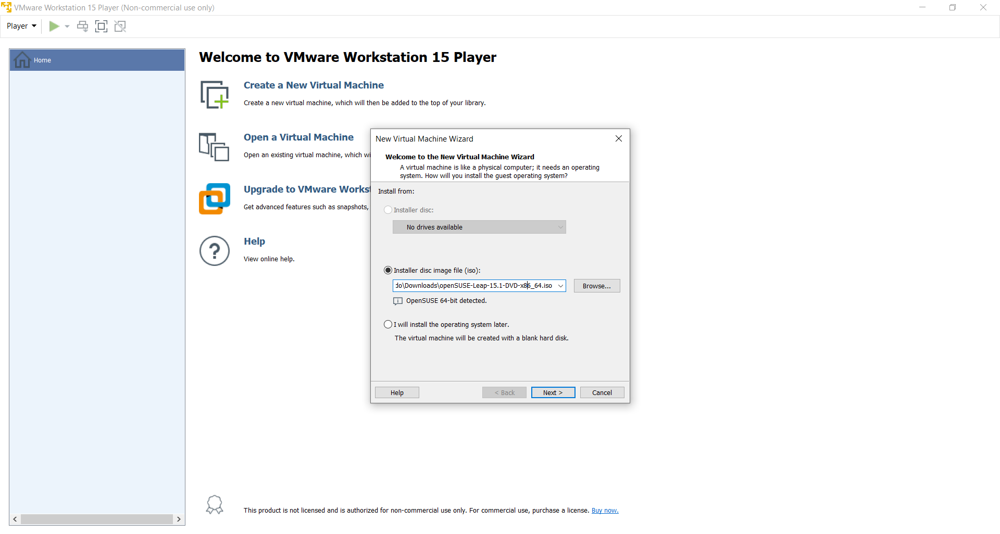 VMware Workstation 15 Player (Non-commercial use only)
Player
Home
Welcome to VMware Workstation 15 Player
Create a New Virtual Machine
Create a new virtual machine, which will then be added to the top of your library.
Open a Virtual Machine
Open an existing virtual machine, which
Upgrade to VMware
Get advanced features such as snapshots,
Help
View online help.
New Virtual Machine Wizard
Welcome to the New Virtual Machine Wizard
A virtual machine is like a physical computer; it needs an operating
system. How will you install the guest operating system?
Install from:
Installer disc:
No drives available
Installer disc image file (iso):
do\Downloads\openSUSE-Leap-15.1-DVD-x86_64.iso
Browse...
OpenSUSE 64-bit detected.
I will install the operating system later.
The virtual machine will be created with a blank hard disk.
Help
< Back
Next >
Cancel
This product is not licensed and is authorized for non-commercial use only. For commercial use, purchase a license. Buy now.